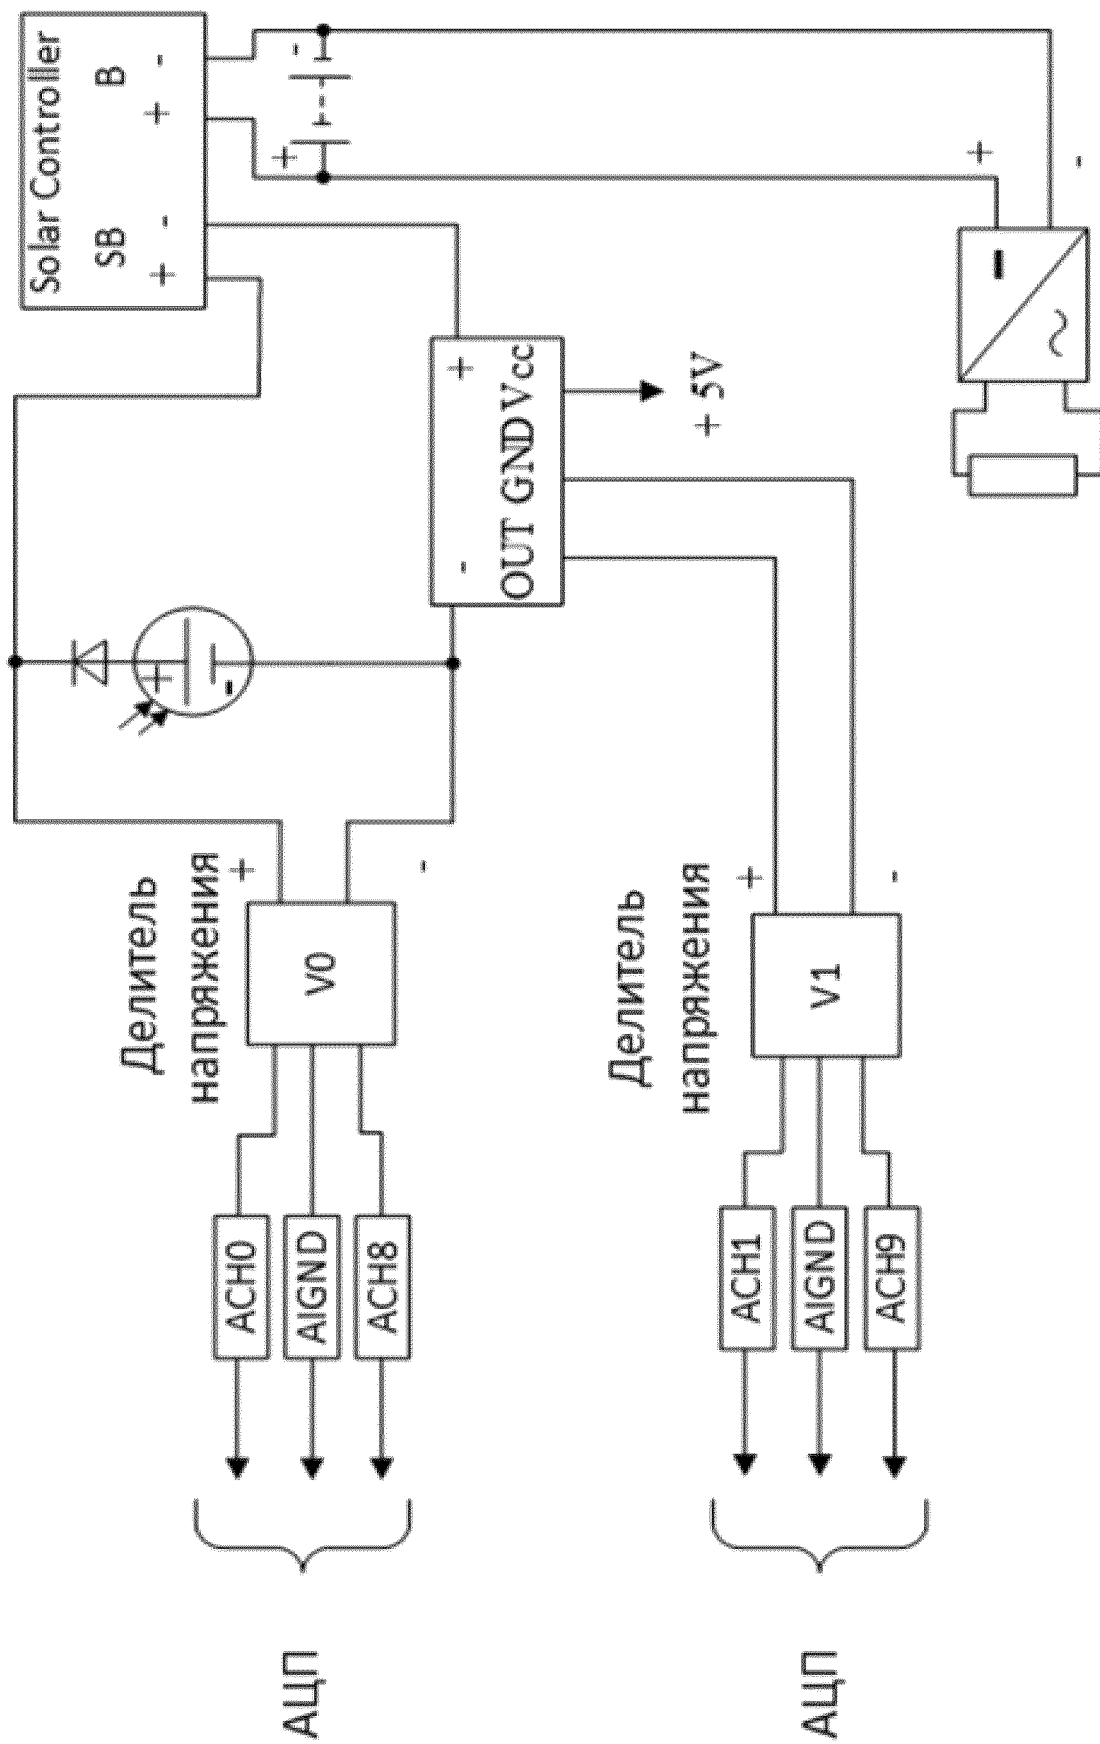 АЦП
ACH0
AIGND
ACH8
Делитель
напряжения
V0
+
-
+
-
Solar Controller
SB
B
+
-
+
-
+
-
-
+
OUT GND Vcc
+ 5V
АЦП
ACH1
AIGND
ACH9
Делитель
напряжения
V1
+
-
+
-
~